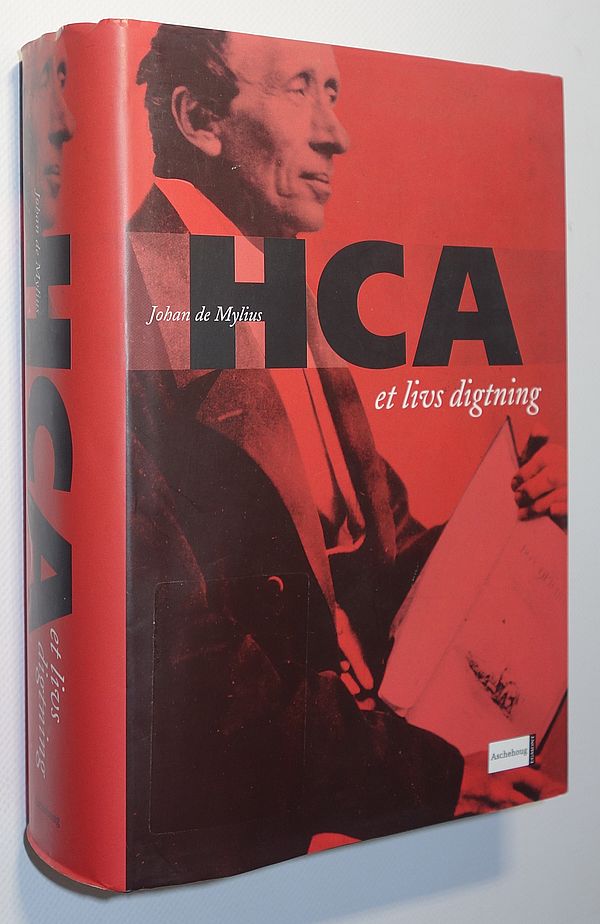 Johan de Mylius
HCA
et livs digtning
Aschehoug
Johan de Mylius
HCA
et livs
digtning